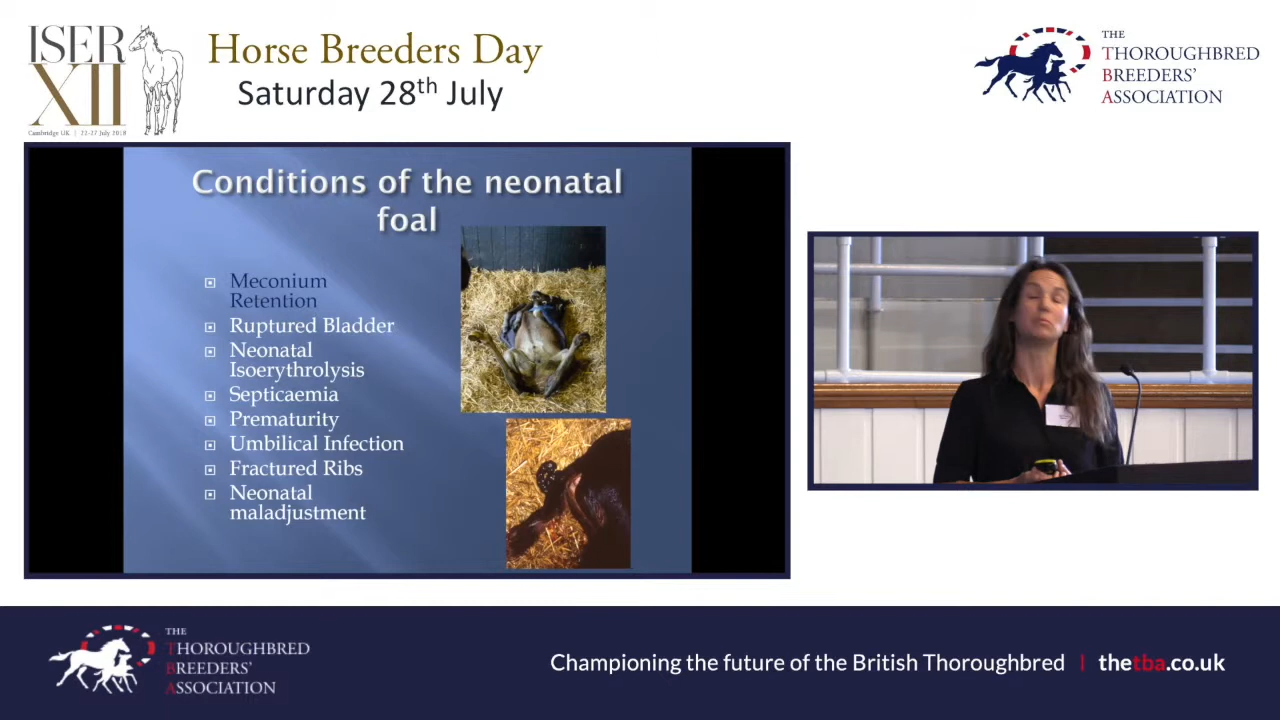 ISER
XII
Cambridge UK | 22-27 July 2018
Horse Breeders Day
Saturday 28th July
THE
THOROUGHBRED
BREEDERS'
ASSOCIATION
Conditions of the neonatal
foal
Meconium
Retention
Ruptured Bladder
Neonatal
Isoerythrolysis
Septicaemia
Prematurity
Umbilical Infection
Fractured Ribs
Neonatal
maladjustment
THE
THOROUGHBRED
BREEDERS'
ASSOCIATION
Championing the future of the British Thoroughbred | thetba.co.uk